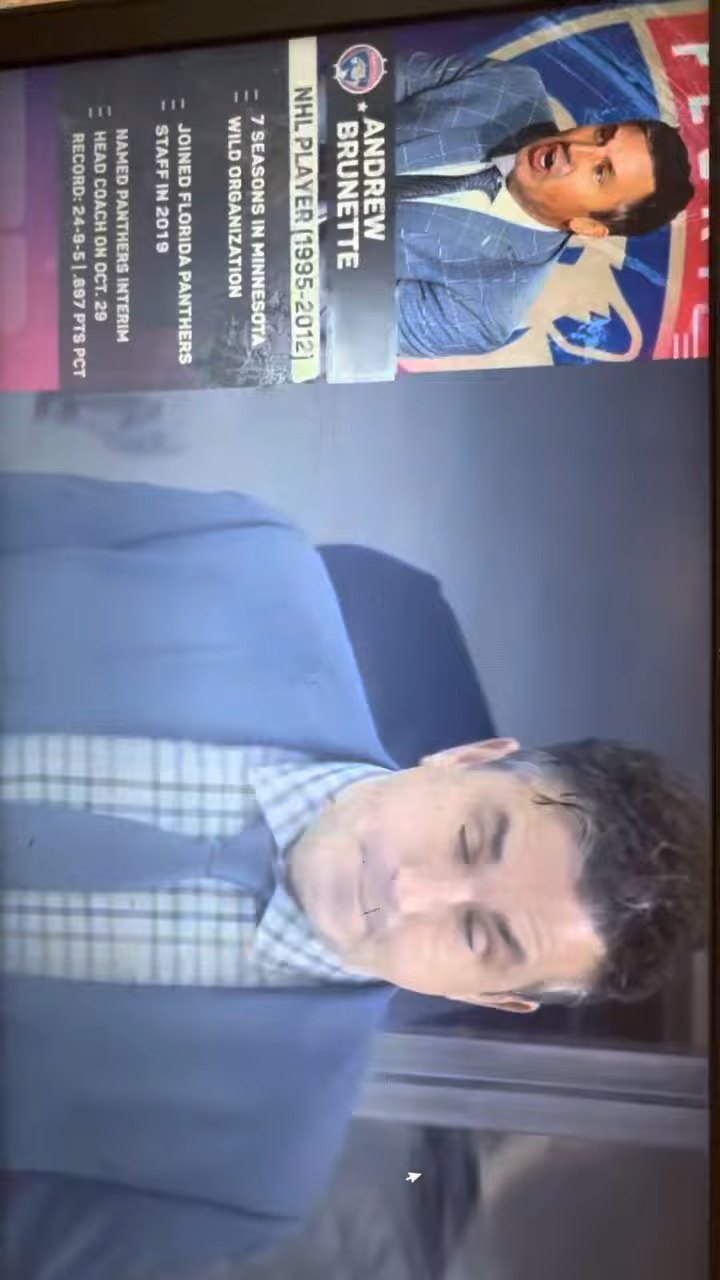 ANDREW
BRUNETTE
NHL PLAYER (1995-2012)
7 SEASONS IN MINNESOTA
WILD ORGANIZATION
JOINED FLORIDA PANTHERS
STAFF IN 2019
NAMED PANTHERS INTERIM
HEAD COACH ON OCT. 29
RECORD: 24-9-5 | .697 PTS PCT